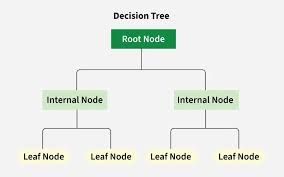 Decision Tree
Root Node
Internal Node Internal Node
Leaf Node Leaf Node Leaf Node Leaf Node